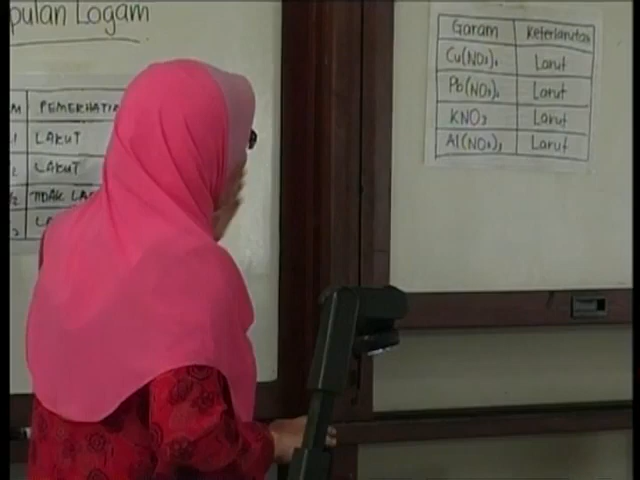 pulan Logam
PEMERHATIA
LARUT
LARUT
TIDAK LA
Garam Keterlarutan
Cu(NO3)2 Larut
Pb(NO3)2 Larut
KNO3 Larut
Al(NO3)3 Larut